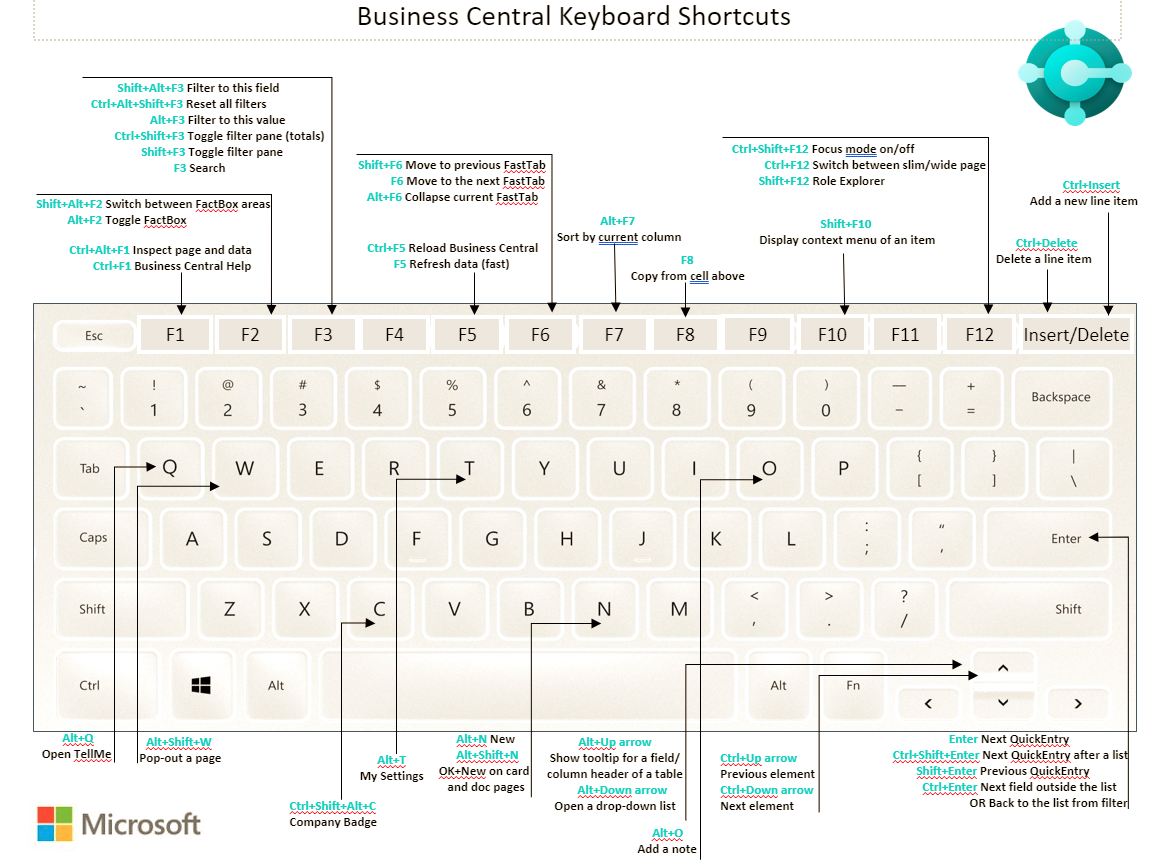 Business Central Keyboard Shortcuts
Shift+Alt+F3 Filter to this field
Ctrl+Alt+Shift+F3 Reset all filters
Alt+F3 Filter to this value
Ctrl+Shift+F3 Toggle filter pane (totals)
Shift+F3 Toggle filter pane
F3 Search
Shift+Alt+F2 Switch between FactBox areas
Alt+F2 Toggle FactBox
Ctrl+Alt+F1 Inspect page and data
Ctrl+F1 Business Central Help
Shift+F6 Move to previous FastTab
F6 Move to the next FastTab
Alt+F6 Collapse current FastTab
Ctrl+F5 Reload Business Central
F5 Refresh data (fast)
Alt+F7
Sort by current column
F8
Copy from cell above
Ctrl+Shift+F12 Focus mode on/off
Ctrl+F12 Switch between slim/wide page
Shift+F12 Role Explorer
Shift+F10
Display context menu of an item
Ctrl+Insert
Add a new line item
Ctrl+Delete
Delete a line item
Esc F1 F2 F3 F4 F5 F6 F7 F8 F9 F10 F11 F12 Insert/Delete
~ ! @ # $ % ^ & * ( ) — +
` 1 2 3 4 5 6 7 8 9 0 - = Backspace
Tab Q W E R T Y U I O P { } |
[ ] \
Caps A S D F G H J K L : “ Enter
; ‘
Shift Z X C V B N M < > ? Shift
, . /
Ctrl Alt Alt Fn
Alt+Q
Open TellMe
Alt+Shift+W
Pop-out a page
Ctrl+Shift+Alt+C
Company Badge
Alt+T
My Settings
Alt+N New
Alt+Shift+N
OK+New on card
and doc pages
Alt+Up arrow
Show tooltip for a field/
column header of a table
Alt+Down arrow
Open a drop-down list
Alt+O
Add a note
Ctrl+Up arrow
Previous element
Ctrl+Down arrow
Next element
Enter Next QuickEntry
Ctrl+Shift+Enter Next QuickEntry after a list
Shift+Enter Previous QuickEntry
Ctrl+Enter Next field outside the list
OR Back to the list from filter
Microsoft